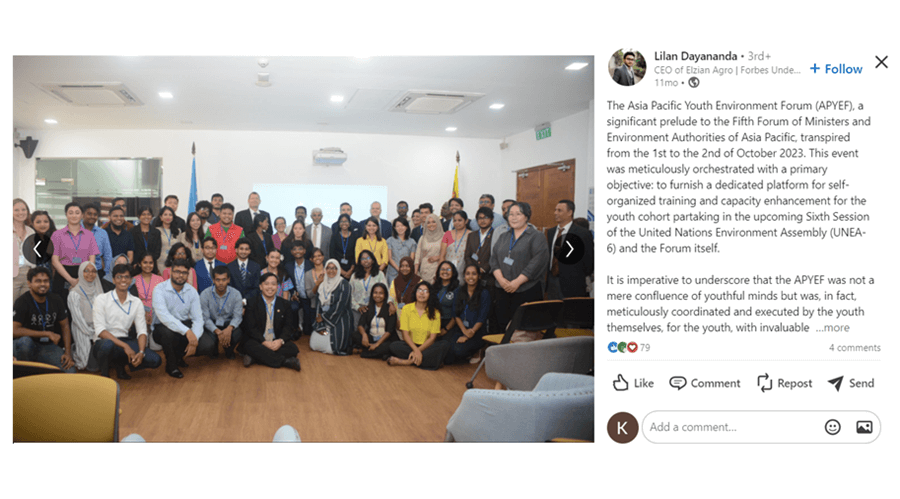 Lilan Dayananda • 3rd+
CEO of Elzian Agro | Forbes Unde...
+ Follow
11mo •
The Asia Pacific Youth Environment Forum (APYEF), a
significant prelude to the Fifth Forum of Ministers and
Environment Authorities of Asia Pacific, transpired
from the 1st to the 2nd of October 2023. This event
was meticulously orchestrated with a primary
objective: to furnish a dedicated platform for self-
organized training and capacity enhancement for the
youth cohort partaking in the upcoming Sixth Session
of the United Nations Environment Assembly (UNEA-
6) and the Forum itself.
It is imperative to underscore that the APYEF was not a
mere confluence of youthful minds but was, in fact,
meticulously coordinated and executed by the youth
themselves, for the youth, with invaluable ...more
79
4 comments
Like
Comment
Repost
Send
K
Add a comment...